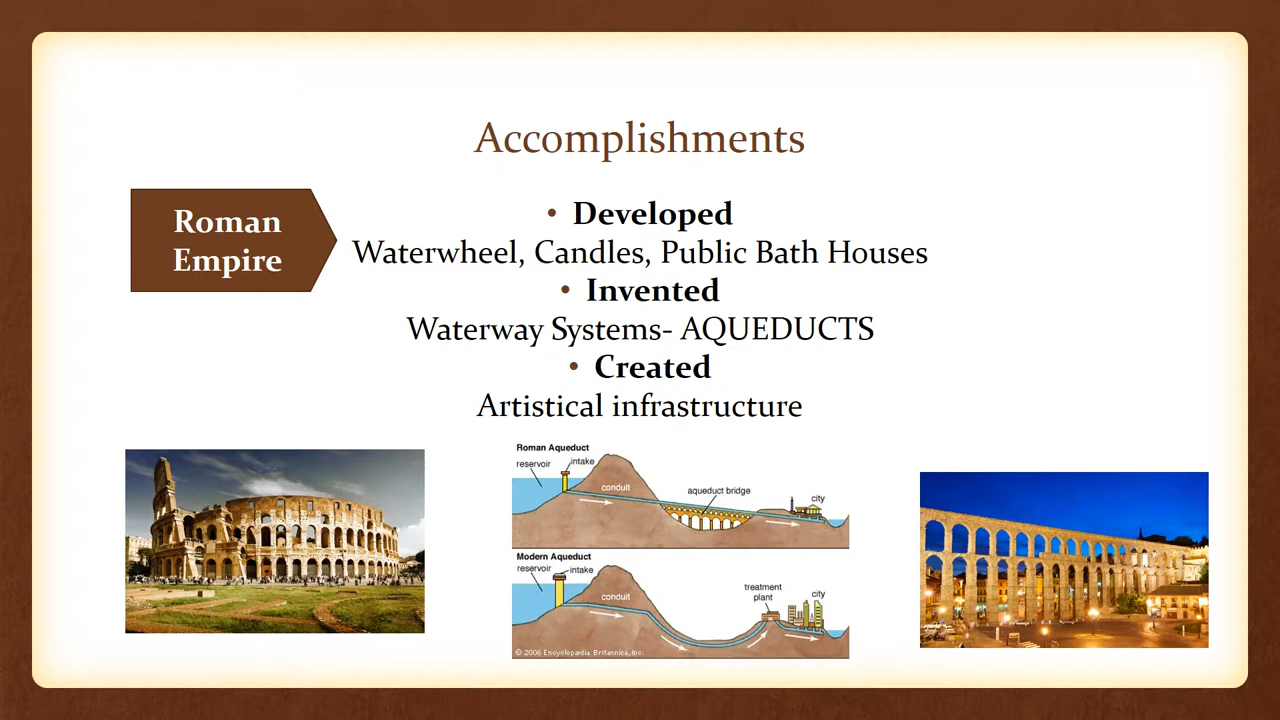 Accomplishments
Roman
Empire
• Developed
Waterwheel, Candles, Public Bath Houses
• Invented
Waterway Systems- AQUEDUCTS
• Created
Artistical infrastructure
Roman Aqueduct
reservoir
intake
conduit
aqueduct bridge
city
Modern Aqueduct
reservoir
intake
conduit
treatment
plant
city
© 2006 Encyclopædia Britannica, Inc.